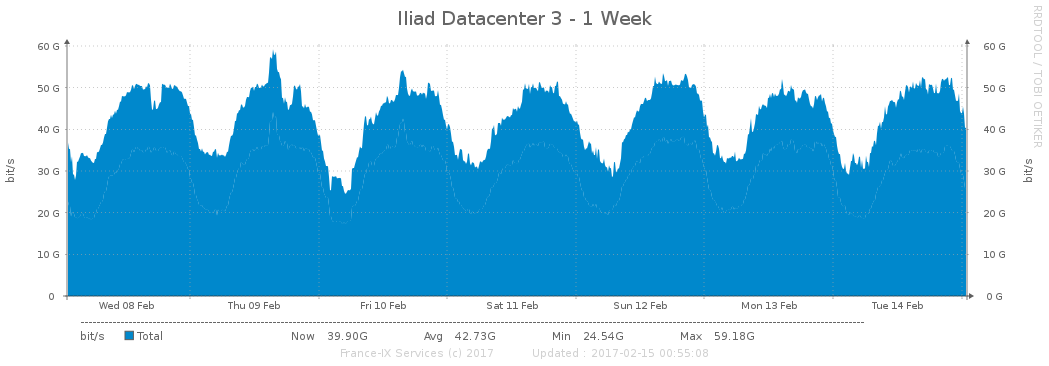 Iliad Datacenter 3 - 1 Week
RRDTOOL / TOBI OETIKER
60 G 60 G
50 G 50 G
40 G 40 G
30 G 30 G
20 G 20 G
10 G 10 G
0 0 G
bit/s bit/s
Wed 08 Feb Thu 09 Feb Fri 10 Feb Sat 11 Feb Sun 12 Feb Mon 13 Feb Tue 14 Feb
bit/s Total Now 39.90G Avg 42.73G Min 24.54G Max 59.18G
France-IX Services (c) 2017 Updated : 2017-02-15 00:55:08